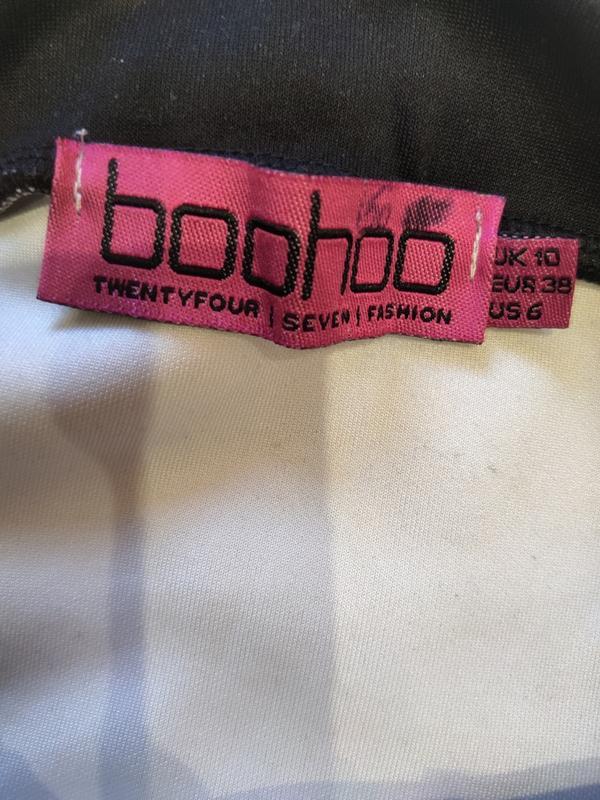 boohoo
TWENTYFOUR | SEVEN | FASHION
UK 10
EUR 38
US 6